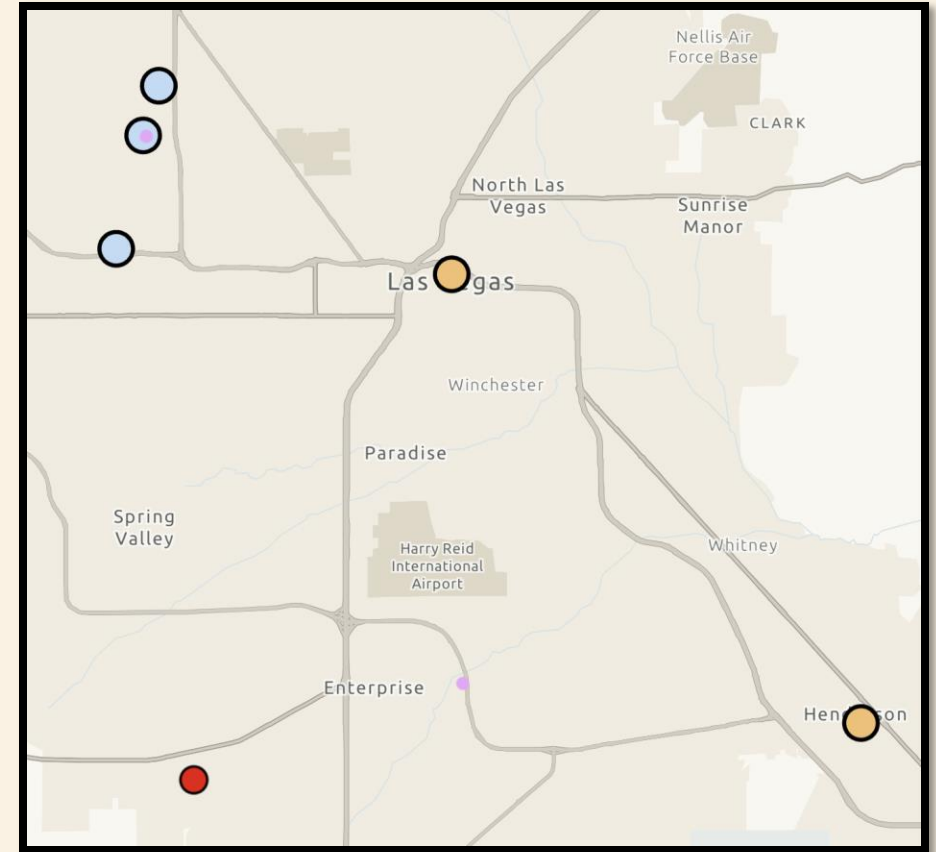 Nellis Air
Force Base
CLARK
North Las
Vegas
Sunrise
Manor
Las gas
Winchester
Paradise
Spring
Valley
Harry Reid
International
Airport
Whitney
Enterprise
Hen son